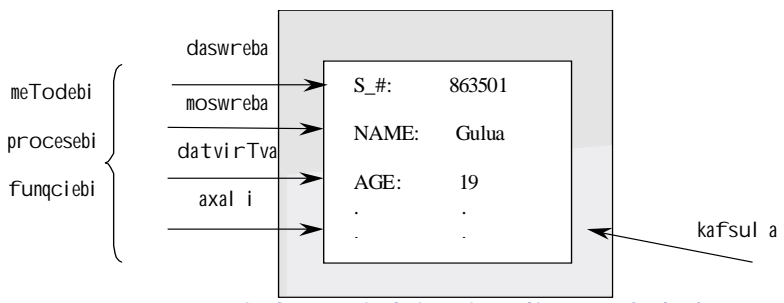 daswreba
meTodebi
S_#: 863501
moswreba
procesebi
NAME: Gulua
datvirTva
funqciebi
AGE: 19
axali
kafsula